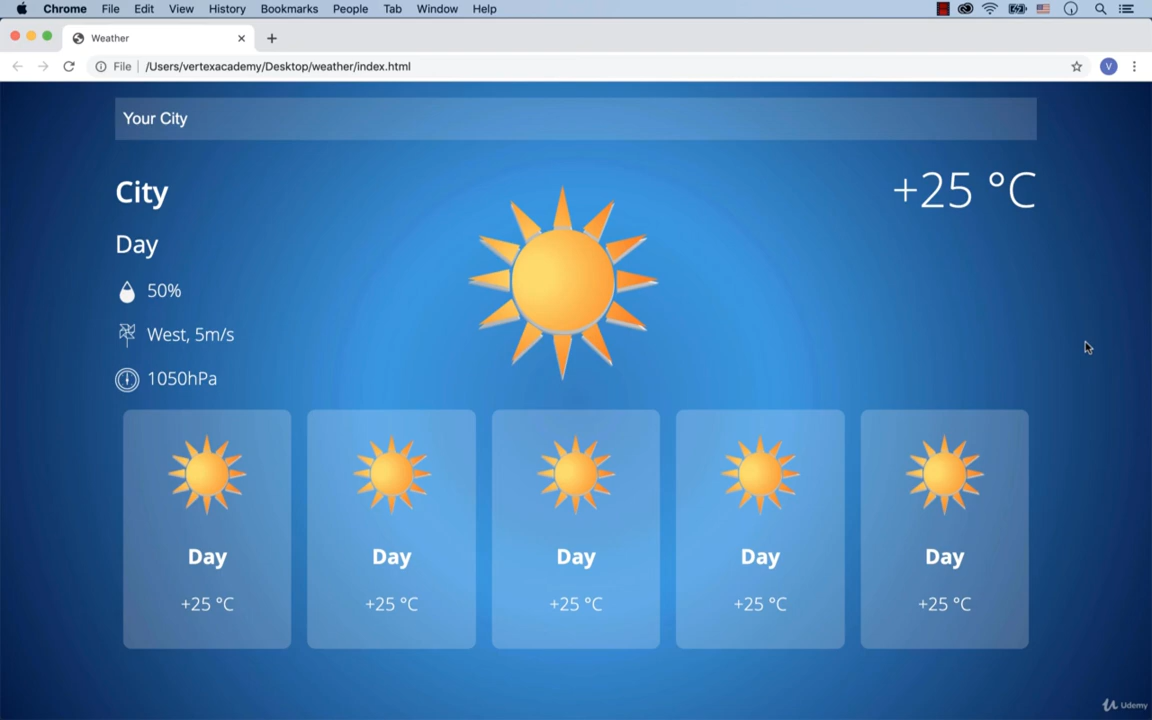 Chrome File Edit View History Bookmarks People Tab Window Help
Weather
File /Users/vertexacademy/Desktop/weather/index.html
V
Your City
City
+25 °C
Day
50%
West, 5m/s
1050hPa
Day Day Day Day Day
+25 °C +25 °C +25 °C +25 °C +25 °C
Udemy